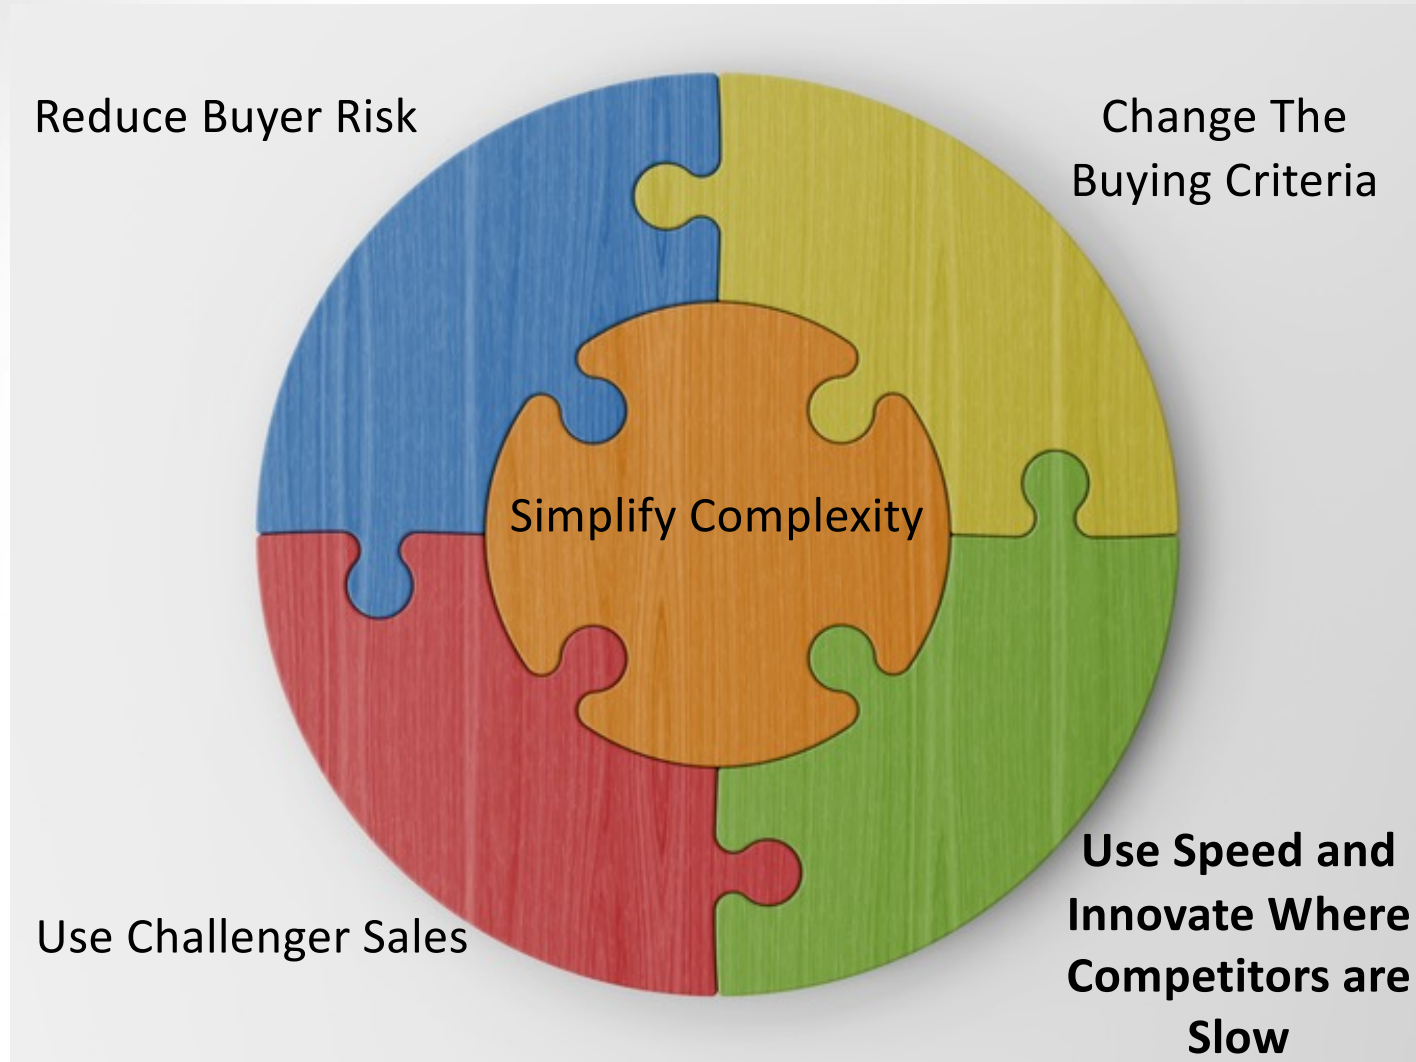 Reduce Buyer Risk
Change The
Buying Criteria
Simplify Complexity
Use Challenger Sales
Use Speed and
Innovate Where
Competitors are
Slow